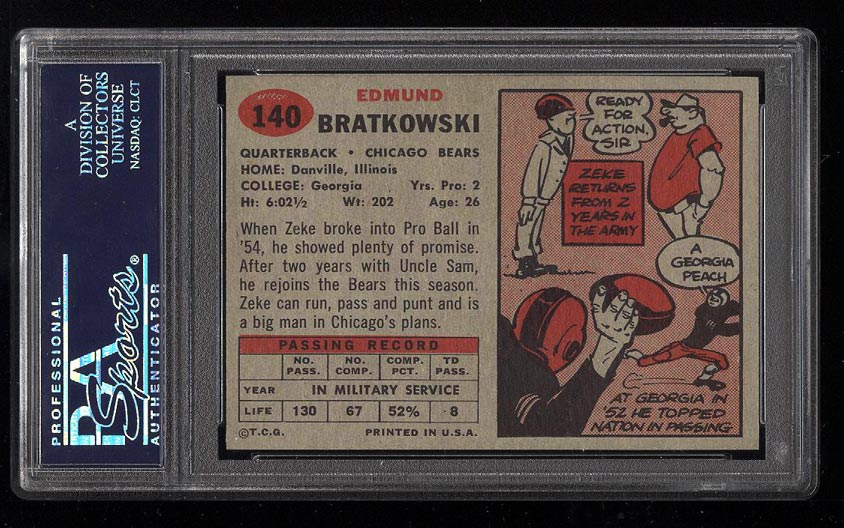 A
DIVISION OF
COLLECTORS
UNIVERSE
NASDAQ: CLCT
PROFESSIONAL
PSA Sports®
AUTHENTICATOR
140
EDMUND
BRATKOWSKI
QUARTERBACK • CHICAGO BEARS
HOME: Danville, Illinois
COLLEGE: Georgia Yrs. Pro: 2
Ht: 6:02½ Wt: 202 Age: 26
When Zeke broke into Pro Ball in
'54, he showed plenty of promise.
After two years with Uncle Sam,
he rejoins the Bears this season.
Zeke can run, pass and punt and is
a big man in Chicago's plans.
PASSING RECORD
NO. PASS. NO. COMP. COMP. PCT. TD PASS.
YEAR IN MILITARY SERVICE
LIFE 130 67 52% 8
©T.C.G. PRINTED IN U.S.A.
READY
FOR
ACTION,
SIR
ZEKE
RETURNS
FROM 2
YEARS IN
THE ARMY
A
GEORGIA
PEACH
AT GEORGIA IN
'52 HE TOPPED
NATION IN PASSING